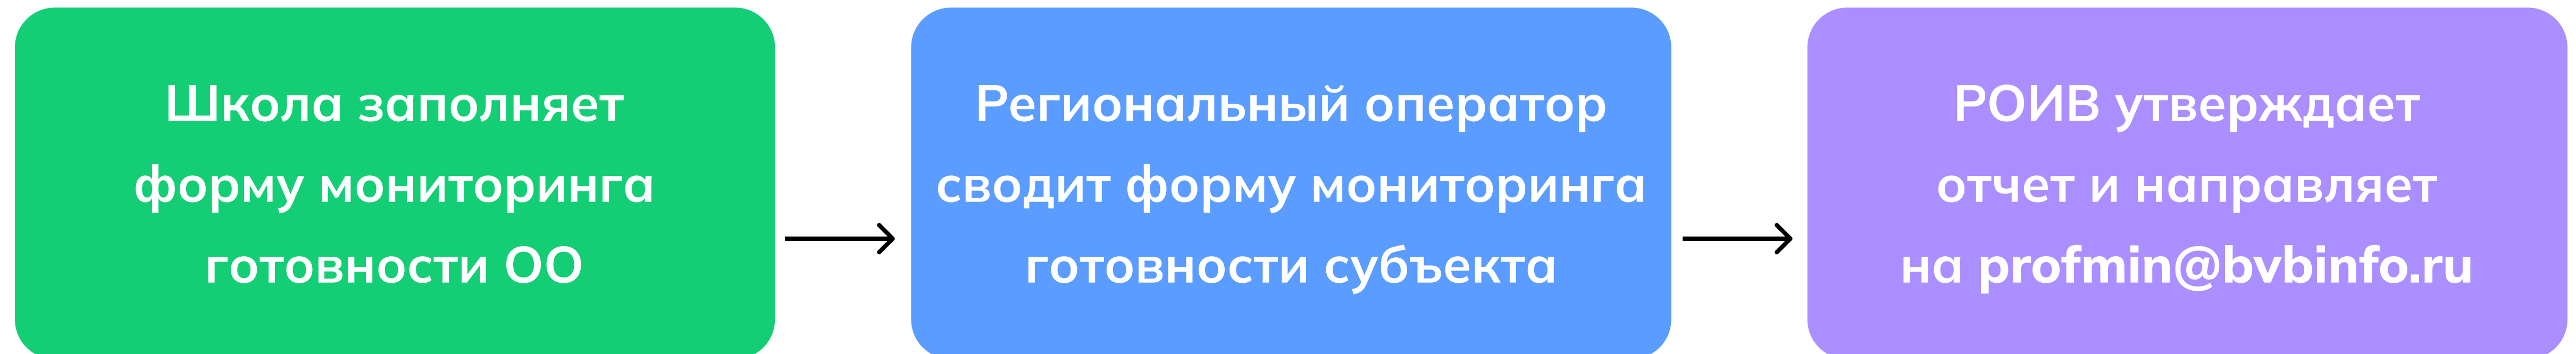 Школа заполняет
форму мониторинга
готовности ОО
Региональный оператор
сводит форму мониторинга
готовности субъекта
РОИВ утверждает
отчет и направляет
на profmin@bvbinfo.ru